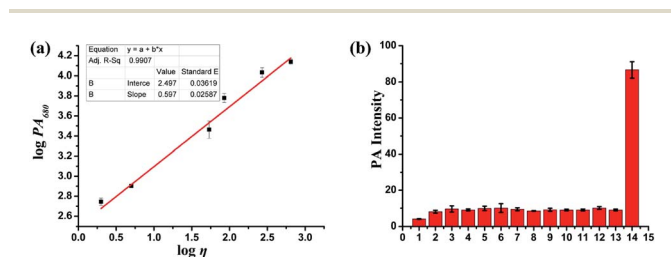 (a)
Equation y = a + b*x
Adj. R-Sq 0.9907
Value Standard E
B Interce 2.497 0.03619
B Slope 0.597 0.02587
4.2
4.0
3.8
3.6
3.4
3.2
3.0
2.8
2.6
log PA680
0.0 0.5 1.0 1.5 2.0 2.5 3.0
log η
(b)
100
80
60
40
20
0
PA Intensity
0 1 2 3 4 5 6 7 8 9 10 11 12 13 14 15